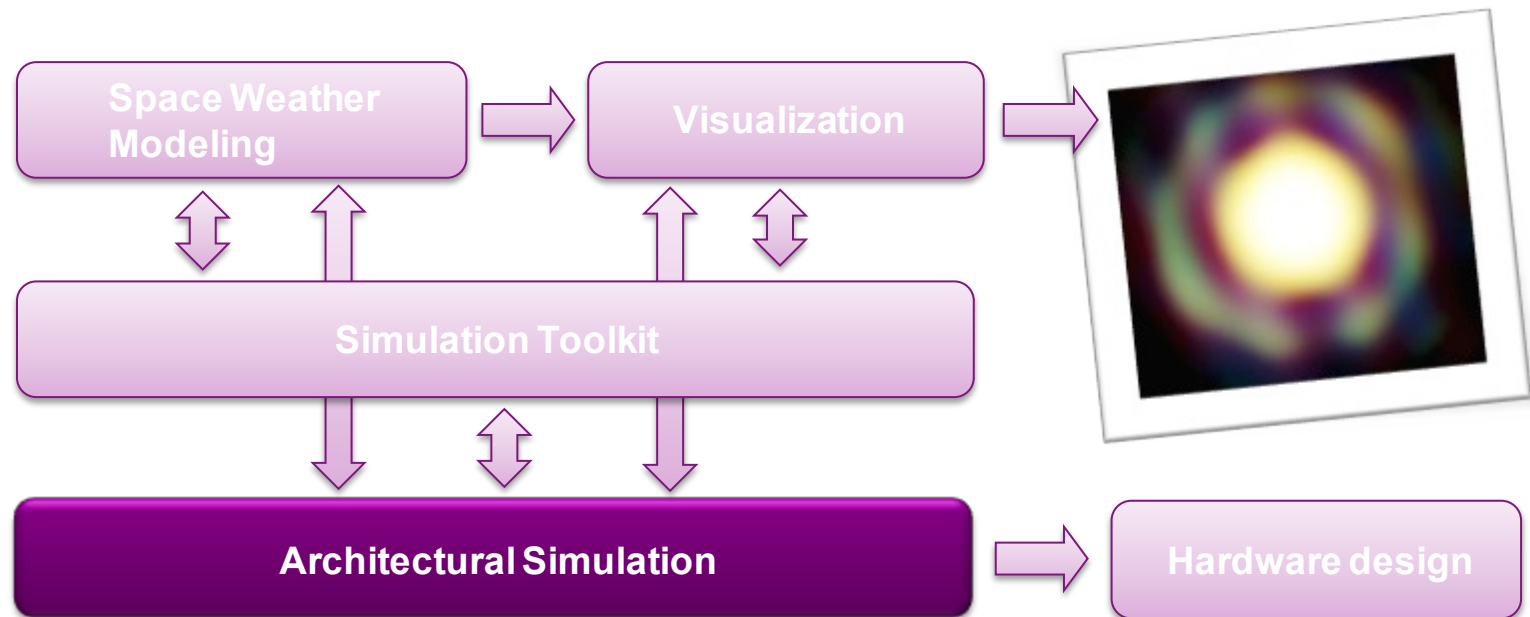 Space Weather
Modeling
Visualization
Simulation Toolkit
Architectural Simulation
Hardware design